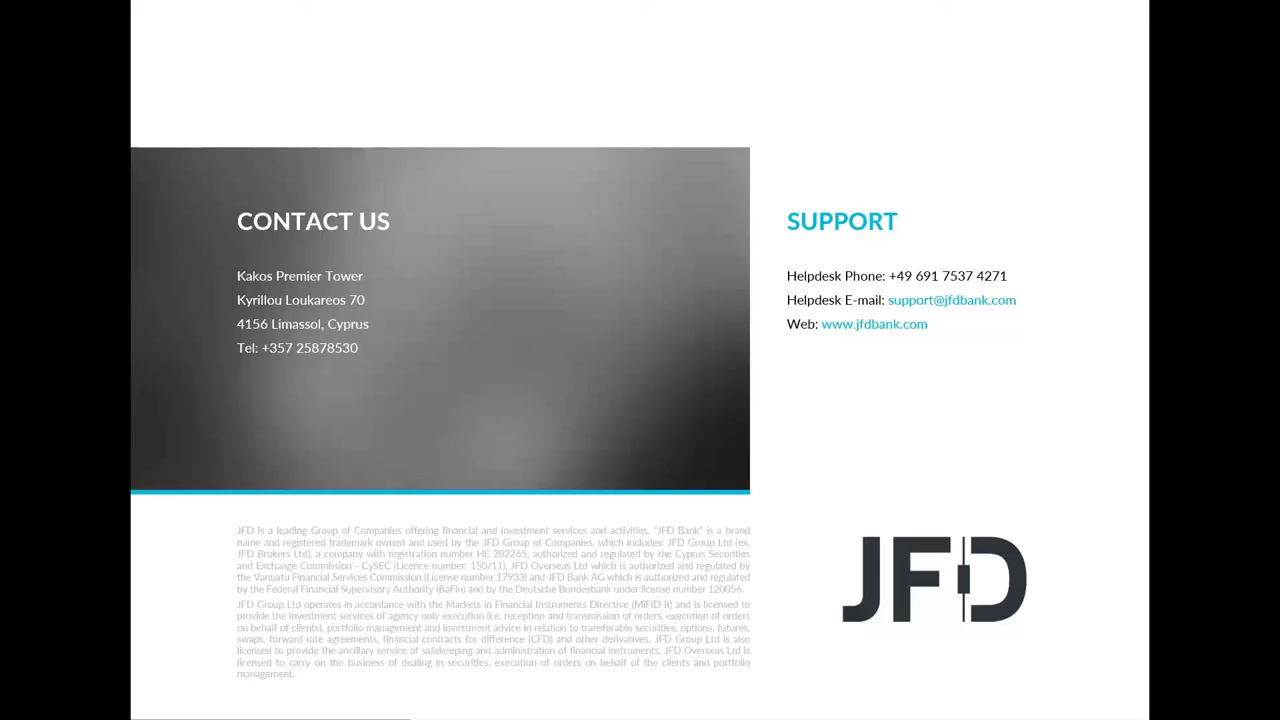 CONTACT US
Kakos Premier Tower
Kyrillou Loukareos 70
4156 Limassol, Cyprus
Tel: +357 25878530
SUPPORT
Helpdesk Phone: +49 691 7537 4271
Helpdesk E-mail: support@jfdbank.com
Web: www.jfdbank.com
JFD is a leading Group of Companies offering financial and investment services and activities. "JFD Bank" is a brand
name and registered trademark owned and used by the JFD Group of Companies, which includes: JFD Group Ltd (ex.
JFD Brokers Ltd), a company with registration number HE 282265, authorized and regulated by the Cyprus Securities
and Exchange Commission - CySEC (Licence number: 150/11), JFD Overseas Ltd which is authorized and regulated by
the Vanuatu Financial Services Commission (License number 17933) and JFD Bank AG which is authorized and regulated
by the Federal Financial Supervisory Authority (BaFin) and by the Deutsche Bundesbank under license number 120056.
JFD Group Ltd operates in accordance with the Markets in Financial Instruments Directive (MiFID II) and is licensed to
provide the investment services of agency only execution (i.e. reception and transmission of orders, execution of orders
on behalf of clients), portfolio management and investment advice in relation to transferable securities, options, futures,
swaps, forward rate agreements, financial contracts for difference (CFD) and other derivatives. JFD Group Ltd is also
licensed to provide the ancillary service of safekeeping and administration of financial instruments, JFD Overseas Ltd is
licensed to carry on the business of dealing in securities, execution of orders on behalf of the clients and portfolio
management.
JFD